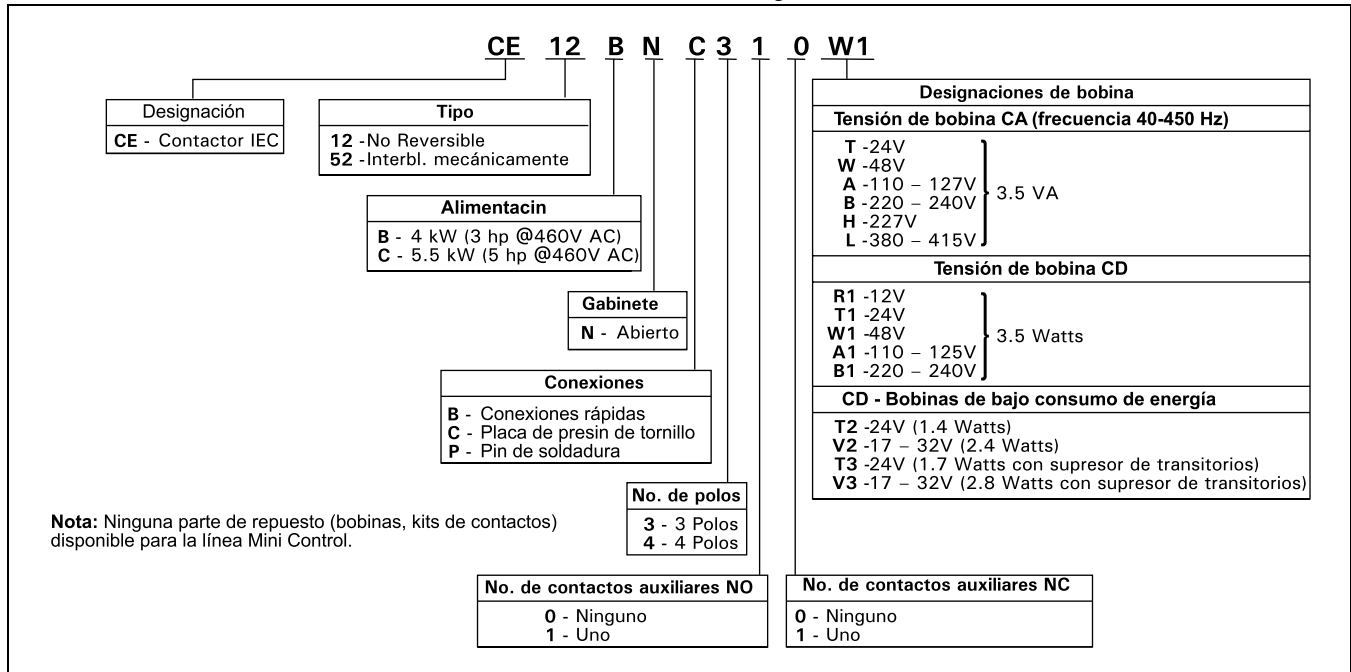 CE 12 B N C 3 1 0 W1
Designación
CE - Contactor IEC
Tipo
12 -No Reversible
52 -Interbl. mecánicamente
Alimentacin
B - 4 kW (3 hp @460V AC)
C - 5.5 kW (5 hp @460V AC)
Gabinete
N - Abierto
Conexiones
B - Conexiones rápidas
C - Placa de presin de tornillo
P - Pin de soldadura
No. de polos
3 - 3 Polos
4 - 4 Polos
Nota: Ninguna parte de repuesto (bobinas, kits de contactos)
disponible para la línea Mini Control.
No. de contactos auxiliares NO
0 - Ninguno
1 - Uno
No. de contactos auxiliares NC
0 - Ninguno
1 - Uno
Designaciones de bobina
Tensión de bobina CA (frecuencia 40-450 Hz)
T -24V
W -48V
A -110 – 127V
B -220 – 240V
H -227V
L -380 – 415V
3.5 VA
Tensión de bobina CD
R1 -12V
T1 -24V
W1 -48V
A1 -110 – 125V
B1 -220 – 240V
3.5 Watts
CD - Bobinas de bajo consumo de energía
T2 -24V (1.4 Watts)
V2 -17 – 32V (2.4 Watts)
T3 -24V (1.7 Watts con supresor de transitorios)
V3 -17 – 32V (2.8 Watts con supresor de transitorios)